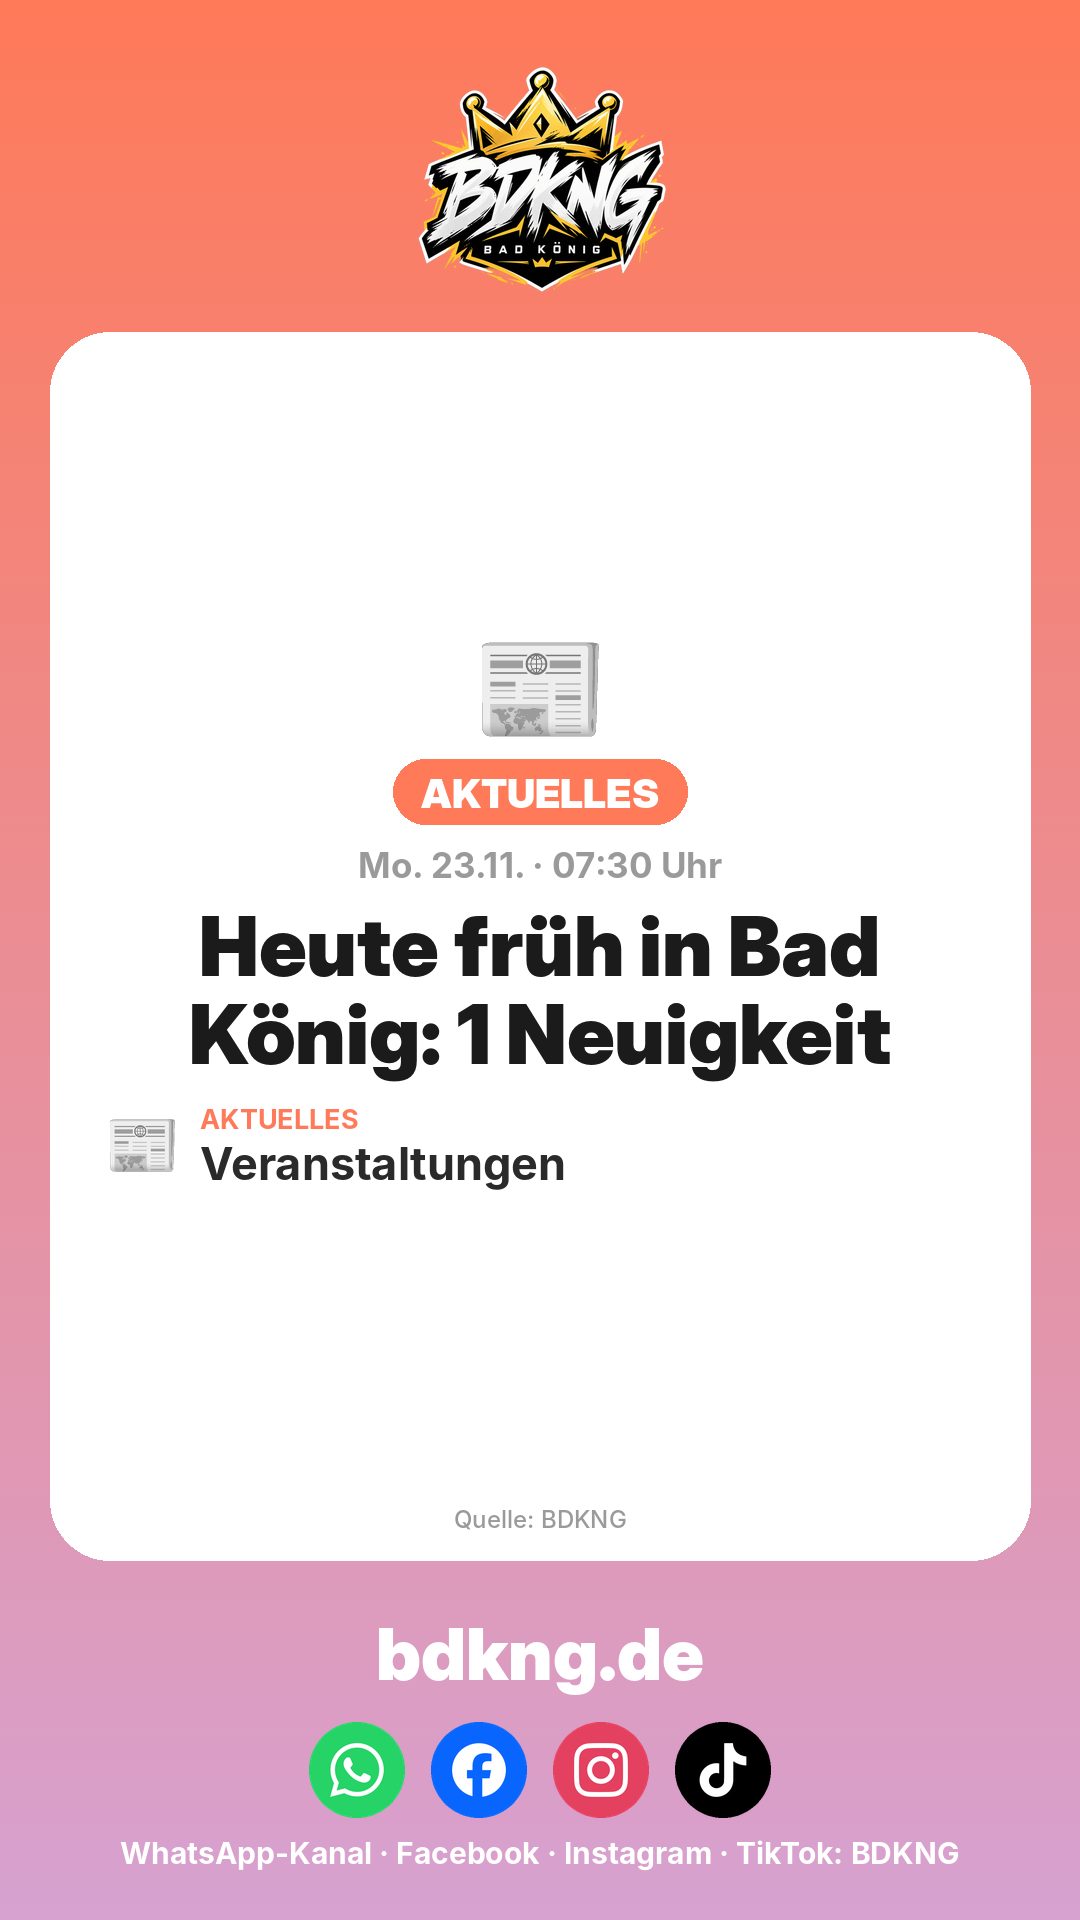 BDKNG
BAD KÖNIG
AKTUELLES
Mo. 23.11. · 07:30 Uhr
Heute früh in Bad
König: 1 Neuigkeit
AKTUELLES
Veranstaltungen
Quelle: BDKNG
bdkng.de
WhatsApp-Kanal · Facebook · Instagram · TikTok: BDKNG